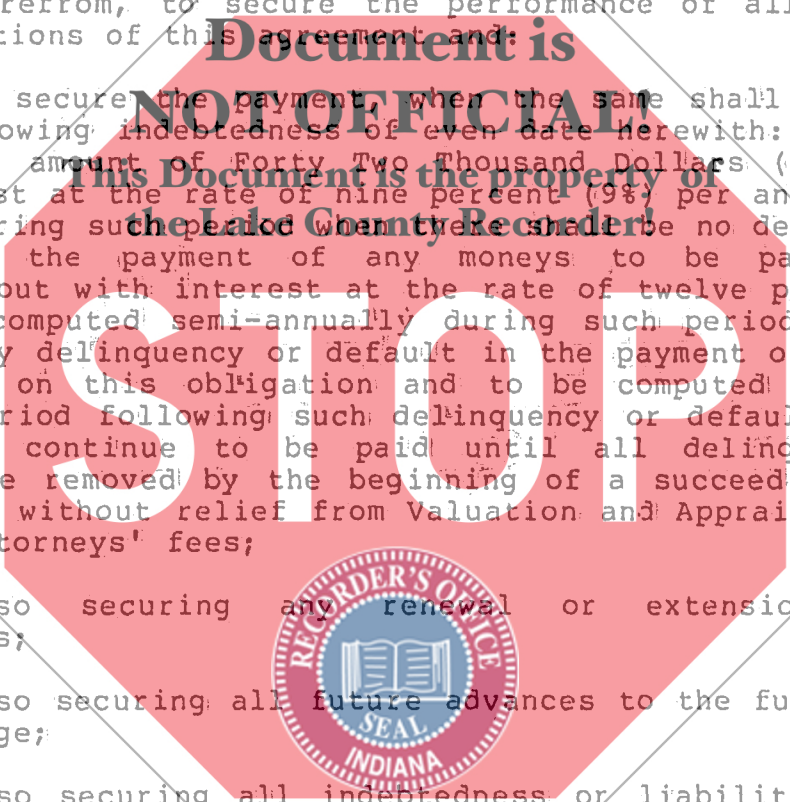 rerrom, to secure the performance of all
tions of this agreement and:
Document is
secure the payment, when the same shall
NOT OFFICIAL!
owing indebtedness of even date herewith:
amount of Forty Two Thousand Dollars (
This Document is the property of
st at the rate of nine percent (9%) per an
the Lake County Recorder!
ring such period when there shall be no de
the payment of any moneys to be pa
out with interest at the rate of twelve p
computed semi-annually during such period
y delinquency or default in the payment o
on this obligation and to be computed
riod following such delinquency or defaul
continue to be paid until all delinq
e removed by the beginning of a succeed
without relief from Valuation and Apprai
torneys' fees;
STOP
so securing any renewal or extensio
s;
so securing all future advances to the fu
ge;
so securing all indebtedness or liabilit
RECORDER'S OFFICE
SEAL
INDIANA